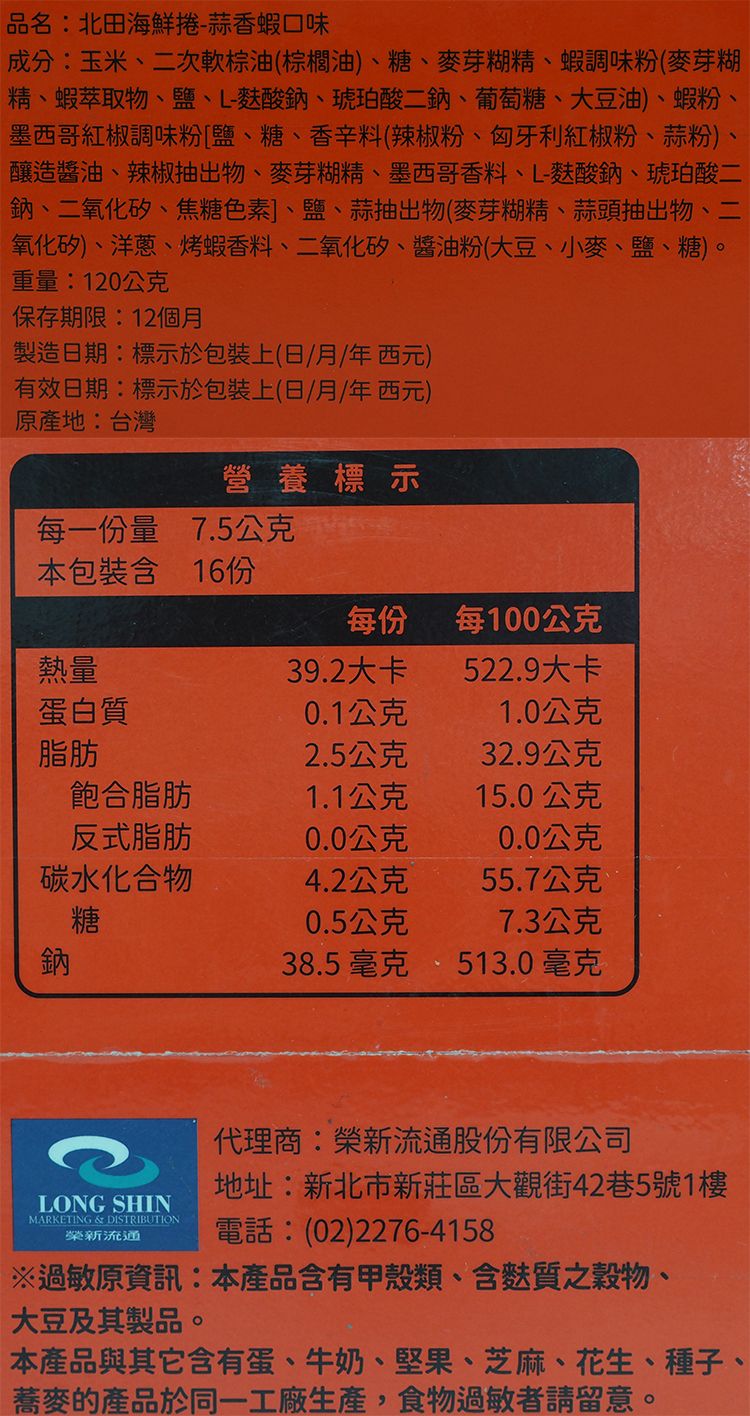 品名：北田海鮮捲-蒜香蝦口味
成分：玉米、二次軟棕油(棕櫚油)、糖、麥芽糊精、蝦調味粉(麥芽糊
精、蝦萃取物、鹽、L-麩酸鈉、琥珀酸二鈉、葡萄糖、大豆油)、蝦粉、
墨西哥紅椒調味粉[鹽、糖、香辛料(辣椒粉、匈牙利紅椒粉、蒜粉)、
釀造醬油、辣椒抽出物、麥芽糊精、墨西哥香料、L-麩酸鈉、琥珀酸二
鈉、二氧化矽、焦糖色素]、鹽、蒜抽出物(麥芽糊精、蒜頭抽出物、二
氧化矽)、洋蔥、烤蝦香料、二氧化矽、醬油粉(大豆、小麥、鹽、糖)。
重量：120公克
保存期限：12個月
製造日期：標示於包裝上(日/月/年 西元)
有效日期：標示於包裝上(日/月/年 西元)
原產地：台灣
營養標示
每一份量 7.5公克
本包裝含 16份
每份 每100公克
熱量 39.2大卡 522.9大卡
蛋白質 0.1公克 1.0公克
脂肪 2.5公克 32.9公克
飽合脂肪 1.1公克 15.0 公克
反式脂肪 0.0公克 0.0公克
碳水化合物 4.2公克 55.7公克
糖 0.5公克 7.3公克
鈉 38.5 毫克 513.0 毫克
代理商：榮新流通股份有限公司
地址：新北市新莊區大觀街42巷5號1樓
電話：(02)2276-4158
LONG SHIN
MARKETING & DISTRIBUTION
榮新流通
※過敏原資訊：本產品含有甲殼類、含麩質之穀物、
大豆及其製品。
本產品與其它含有蛋、牛奶、堅果、芝麻、花生、種子、
蕎麥的產品於同一工廠生產，食物過敏者請留意。